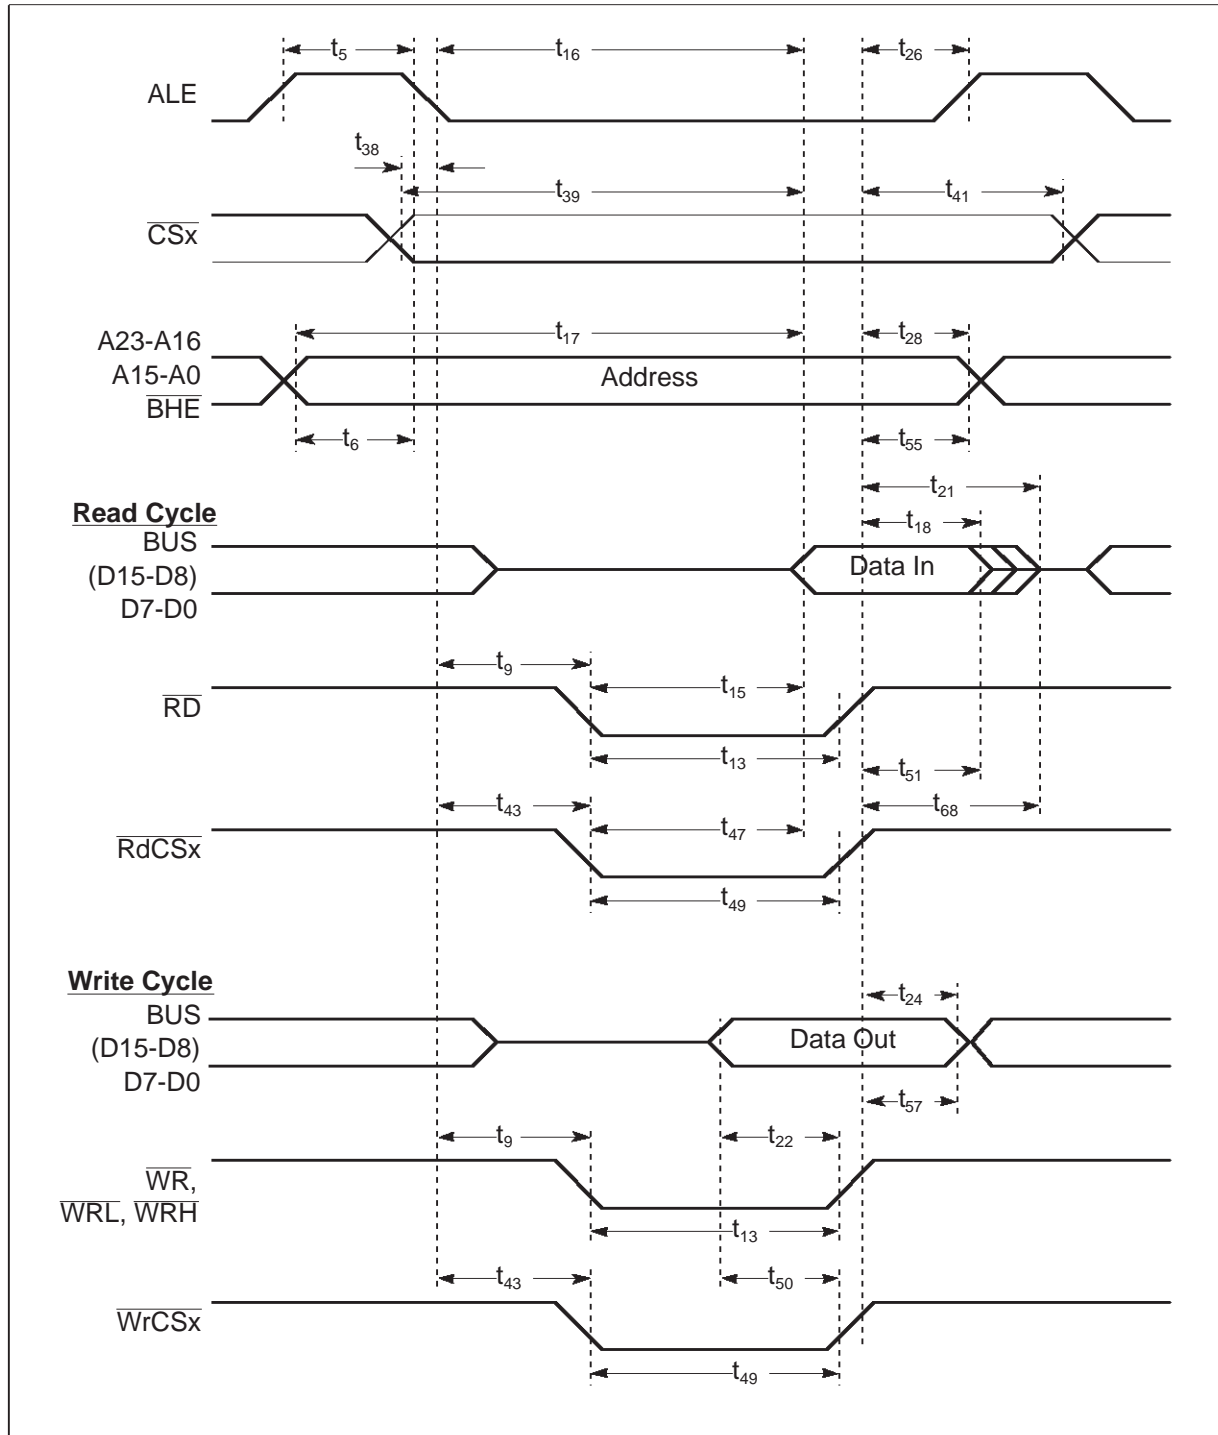 t5 t16 t26
ALE
t38
t39 t41
CSx
t17 t28
A23-A16
A15-A0 Address
BHE
t6 t55
t21
t18
Read Cycle
BUS
(D15-D8) Data In
D7-D0
t9
t15
RD
t13 t51
t43 t68
t47
RdCSx
t49
Write Cycle
t24
BUS
(D15-D8) Data Out
D7-D0
t57
t9 t22
WR,
WRL, WRH
t13
t43 t50
WrCSx
t49